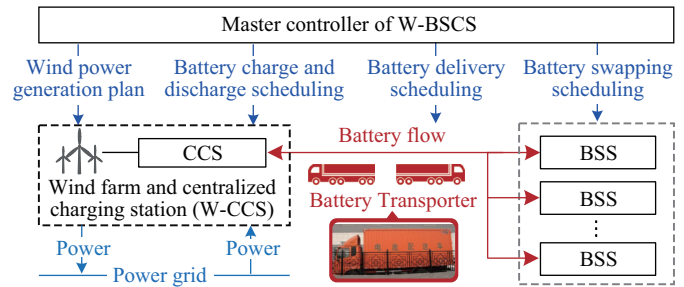 Master controller of W-BSCS
Wind power
generation plan
Battery charge and
discharge scheduling
Battery delivery
scheduling
Battery swapping
scheduling
CCS
Wind farm and centralized
charging station (W-CCS)
Battery flow
Battery Transporter
BSS
BSS
⋮
BSS
Power
Power
Power grid